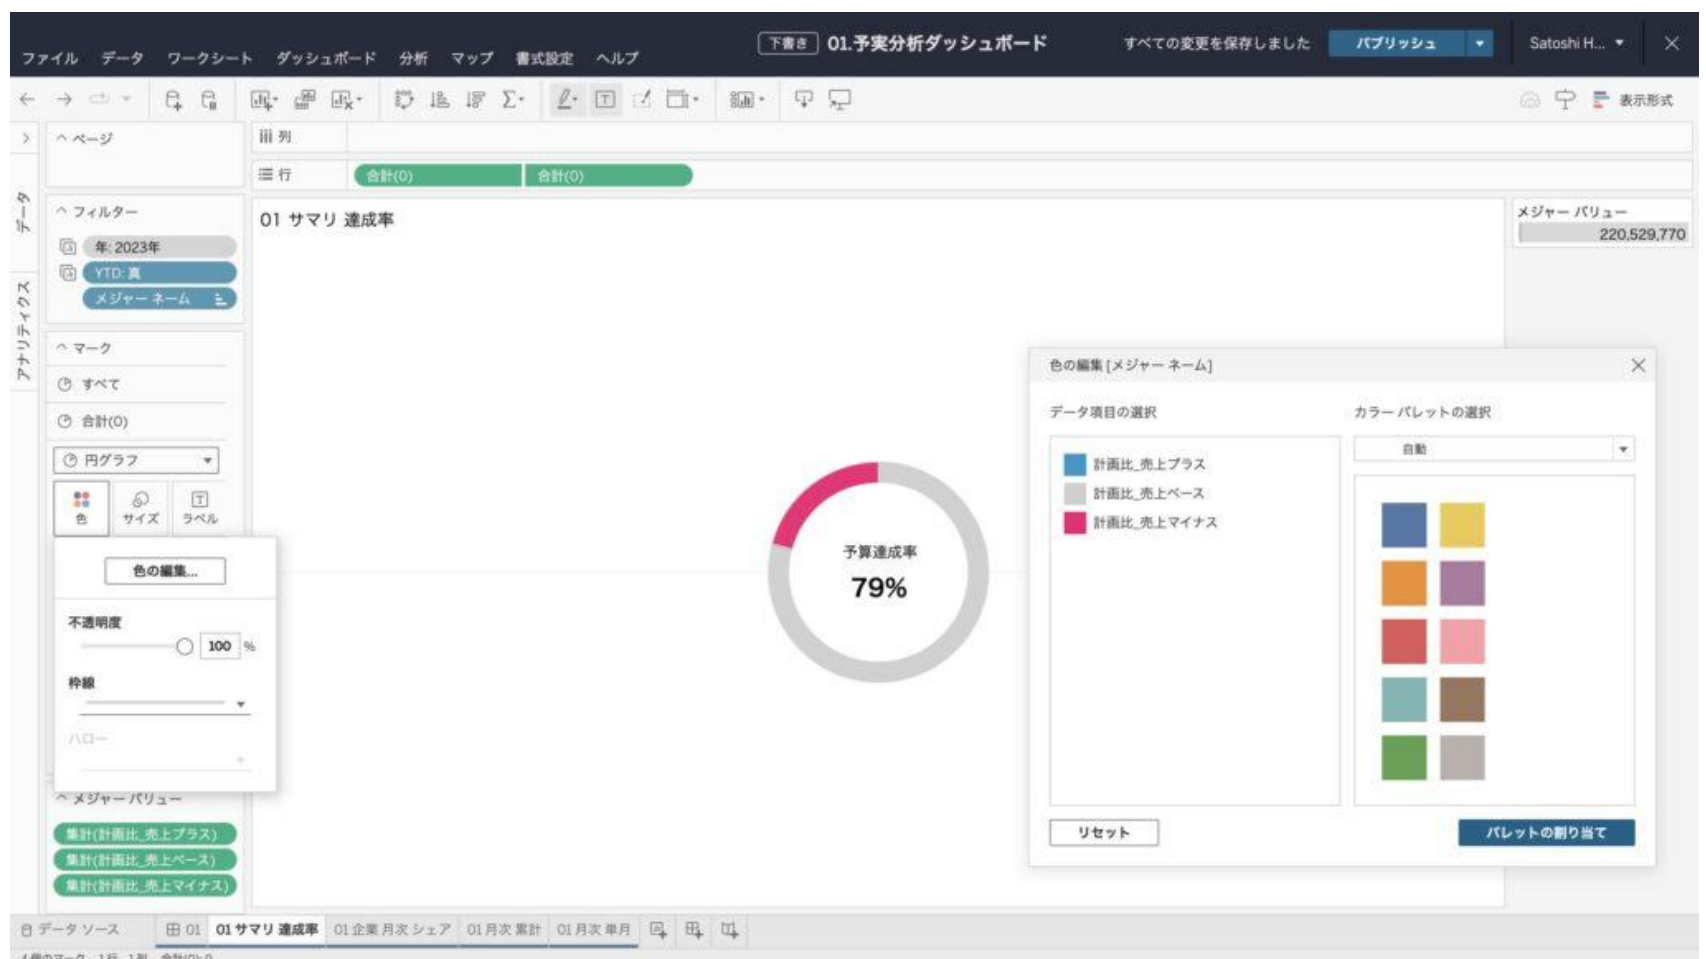 ファイル データ ワークシート ダッシュボード 分析 マップ 書式設定 ヘルプ
下書き 01.予実分析ダッシュボード
すべての変更を保存しました
パブリッシュ
Satoshi H...
表示形式
データ
アナリティクス
ページ
列
行 合計(0) 合計(0)
フィルター
年: 2023年
YTD: 真
メジャー ネーム
マーク
すべて
合計(0)
円グラフ
色 サイズ ラベル
色の編集...
不透明度
100 %
枠線
ハロー
メジャー バリュー
集計(計画比_売上プラス)
集計(計画比_売上ベース)
集計(計画比_売上マイナス)
01 サマリ 達成率
予算達成率
79%
メジャー バリュー
220,529,770
色の編集 [メジャー ネーム]
データ項目の選択
計画比_売上プラス
計画比_売上ベース
計画比_売上マイナス
カラー パレットの選択
自動
リセット
パレットの割り当て
データ ソース 01 01 サマリ 達成率 01 企業 月次 シェア 01 月次 累計 01 月次 単月